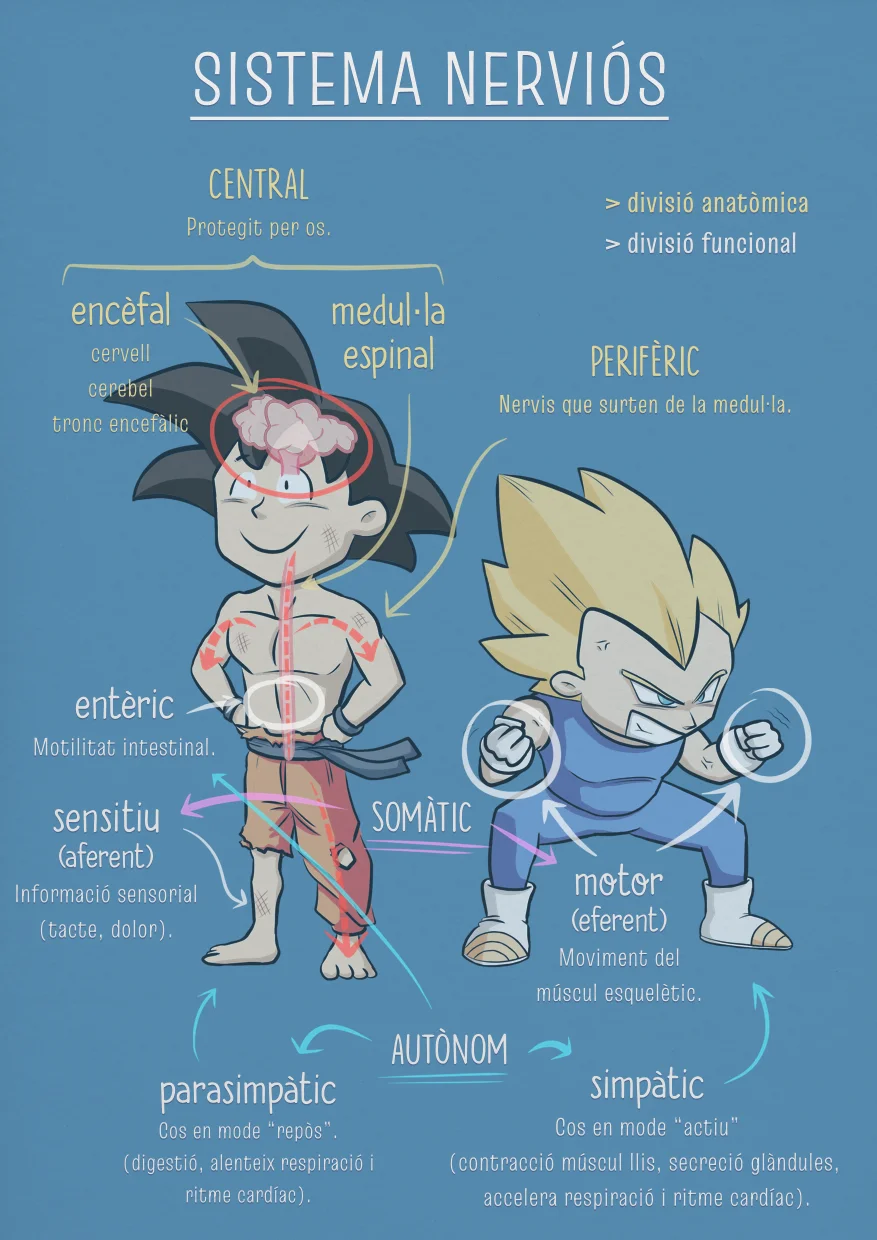 SISTEMA NERVIÓS
CENTRAL
Protegit per os.
> divisió anatòmica
> divisió funcional
encèfal
cervell
cerebel
tronc encefàlic
medul·la
espinal
PERIFÈRIC
Nervis que surten de la medul·la.
entèric
Motilitat intestinal.
sensitiu
(aferent)
Informació sensorial
(tacte, dolor).
SOMÀTIC
motor
(eferent)
Moviment del
múscul esquelètic.
AUTÒNOM
parasimpàtic
Cos en mode “repòs”.
(digestió, alenteix respiració i
ritme cardíac).
simpàtic
Cos en mode “actiu”
(contracció múscul llis, secreció glàndules,
accelera respiració i ritme cardíac).